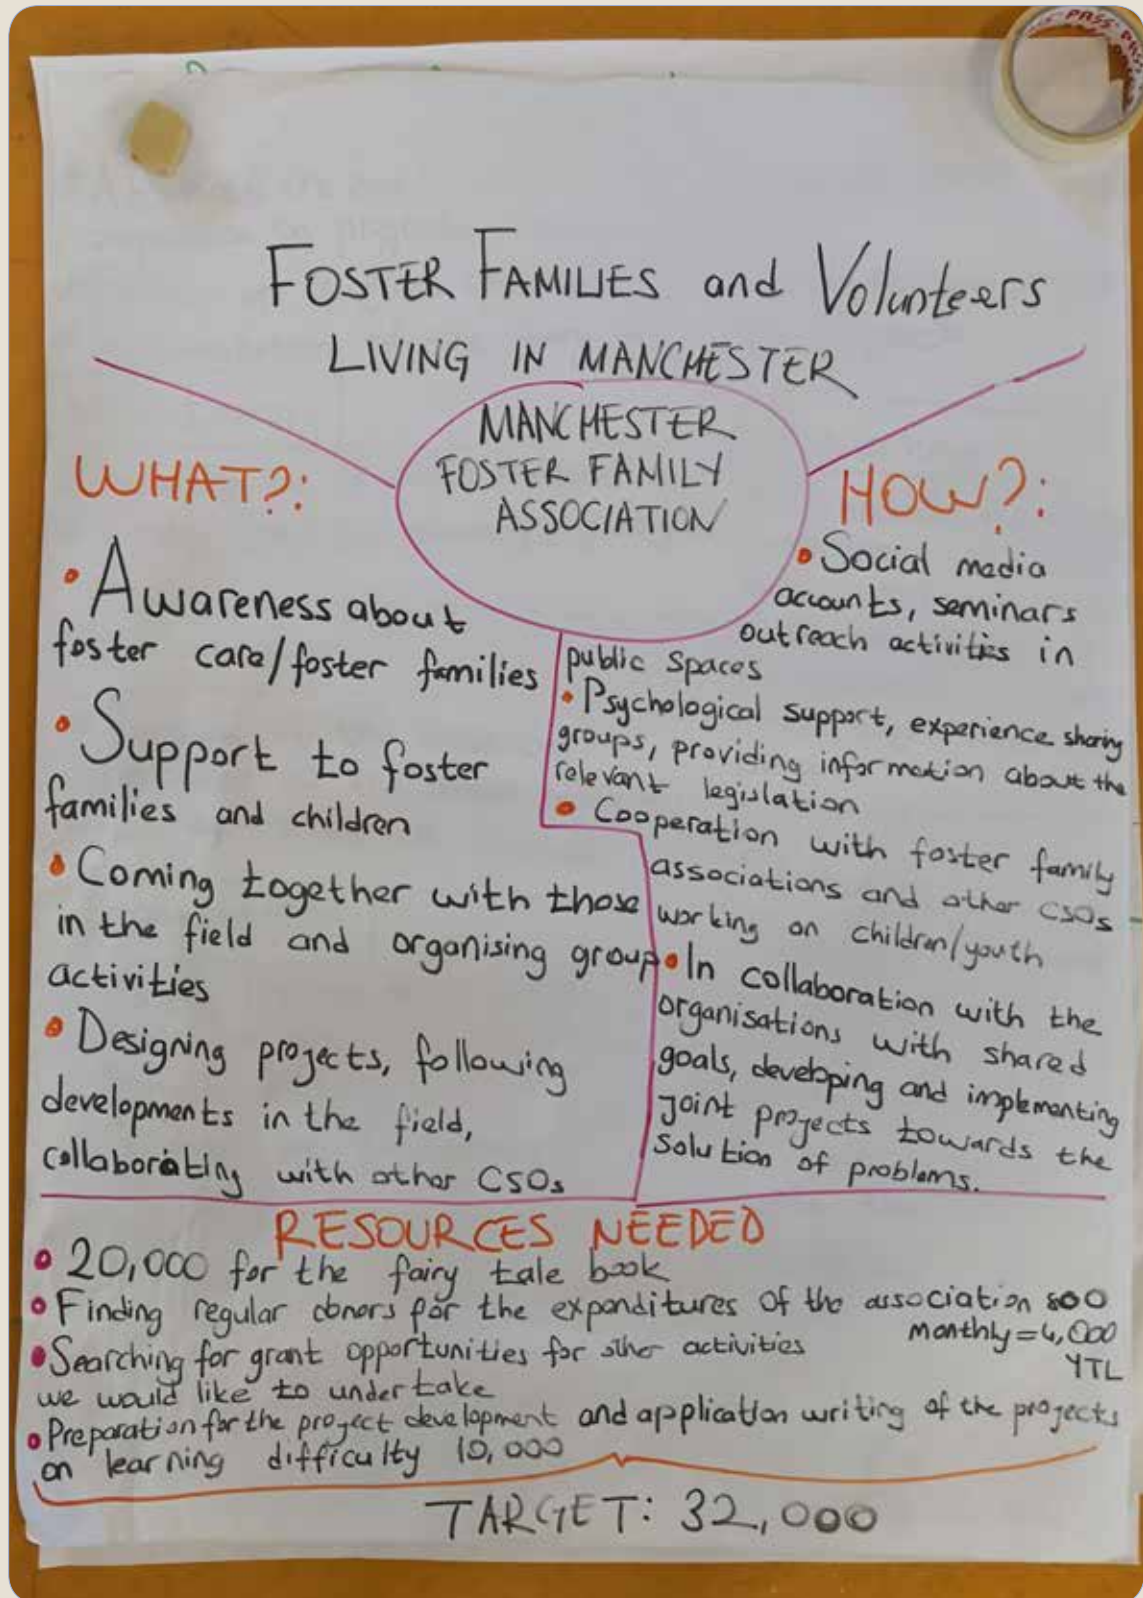 FOSTER FAMILIES and Volunteers
LIVING IN MANCHESTER
MANCHESTER
FOSTER FAMILY
ASSOCIATION
WHAT?:
• Awareness about
foster care/foster families
• Support to foster
families and children
• Coming together with those
in the field and organising group
activities
• Designing projects, following
developments in the field,
collaborating with other CSOs
HOW?:
• Social media
accounts, seminars
outreach activities in
public spaces
• Psychological support, experience sharing
groups, providing information about the
relevant legislation
• Cooperation with foster family
associations and other CSOs
working on children/youth
• In collaboration with the
organisations with shared
goals, developing and implementing
joint projects towards the
solution of problems.
RESOURCES NEEDED
• 20,000 for the fairy tale book
• Finding regular donors for the expenditures of the association 800
monthly = 4,000
YTL
• Searching for grant opportunities for other activities
we would like to undertake
• Preparation for the project development and application writing of the projects
on learning difficulty 10,000
TARGET: 32,000